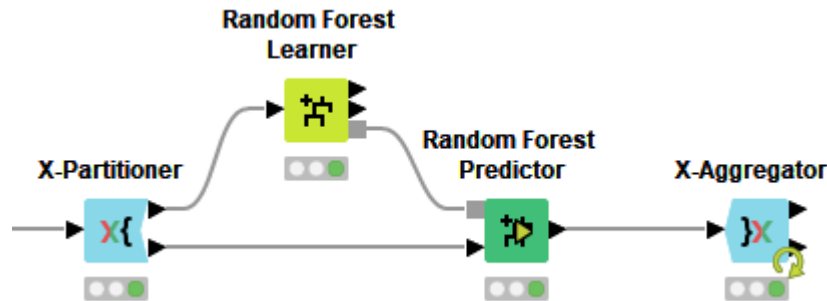 Random Forest
Learner
X-Partitioner
Random Forest
Predictor
X-Aggregator
X{
}X